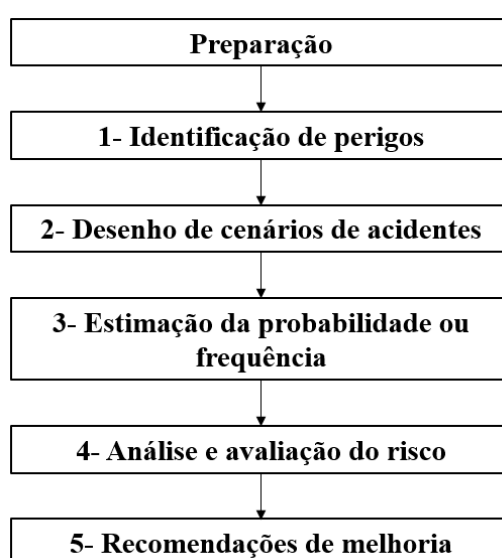 Preparação
1- Identificação de perigos
2- Desenho de cenários de acidentes
3- Estimação da probabilidade ou
frequência
4- Análise e avaliação do risco
5- Recomendações de melhoria